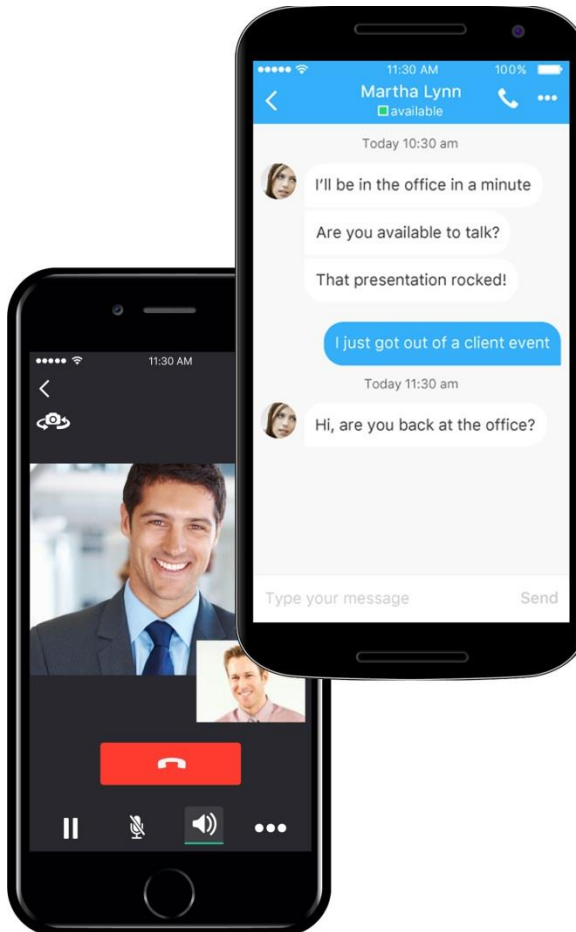 11:30 AM 100%
Martha Lynn
available
Today 10:30 am
I'll be in the office in a minute
Are you available to talk?
That presentation rocked!
I just got out of a client event
Today 11:30 am
Hi, are you back at the office?
Type your message Send
11:30 AM